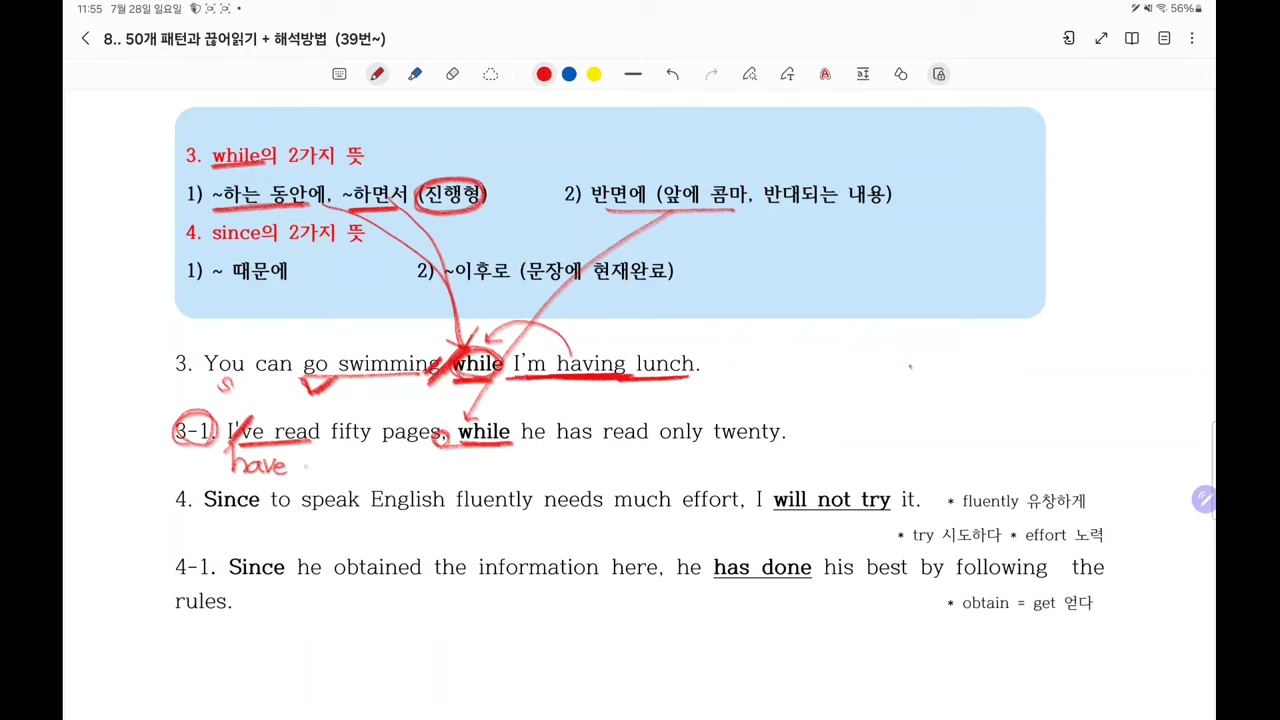 11:55 7월 28일 일요일 56%
8.. 50개 패턴과 끊어읽기 + 해석방법 (39번~)
3. while의 2가지 뜻
1) ~하는 동안에, ~하면서 (진행형) 2) 반면에 (앞에 콤마, 반대되는 내용)
4. since의 2가지 뜻
1) ~ 때문에 2) ~이후로 (문장에 현재완료)
3. You can go swimming while I'm having lunch.
S
3-1. I've read fifty pages, while he has read only twenty.
have
4. Since to speak English fluently needs much effort, I will not try it. * fluently 유창하게
* try 시도하다 * effort 노력
4-1. Since he obtained the information here, he has done his best by following the
rules. * obtain = get 얻다